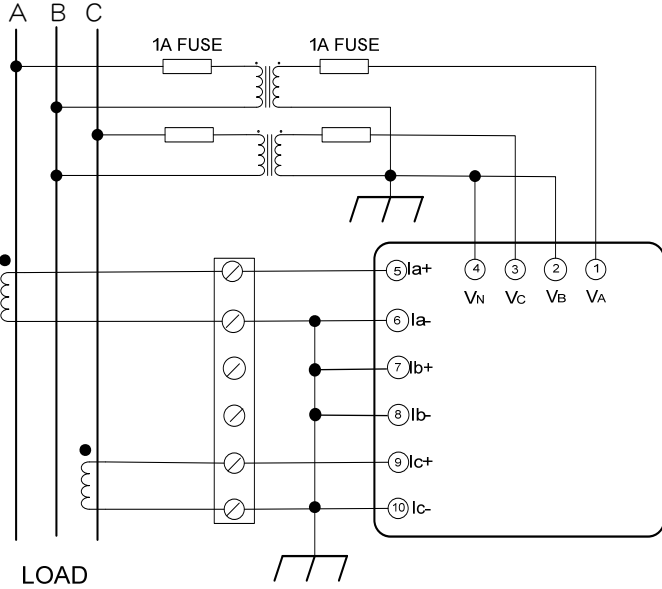 A B C
1A FUSE 1A FUSE
4 3 2 1
VN VC VB VA
5 Ia+
6 Ia-
7 Ib+
8 Ib-
9 Ic+
10 Ic-
LOAD